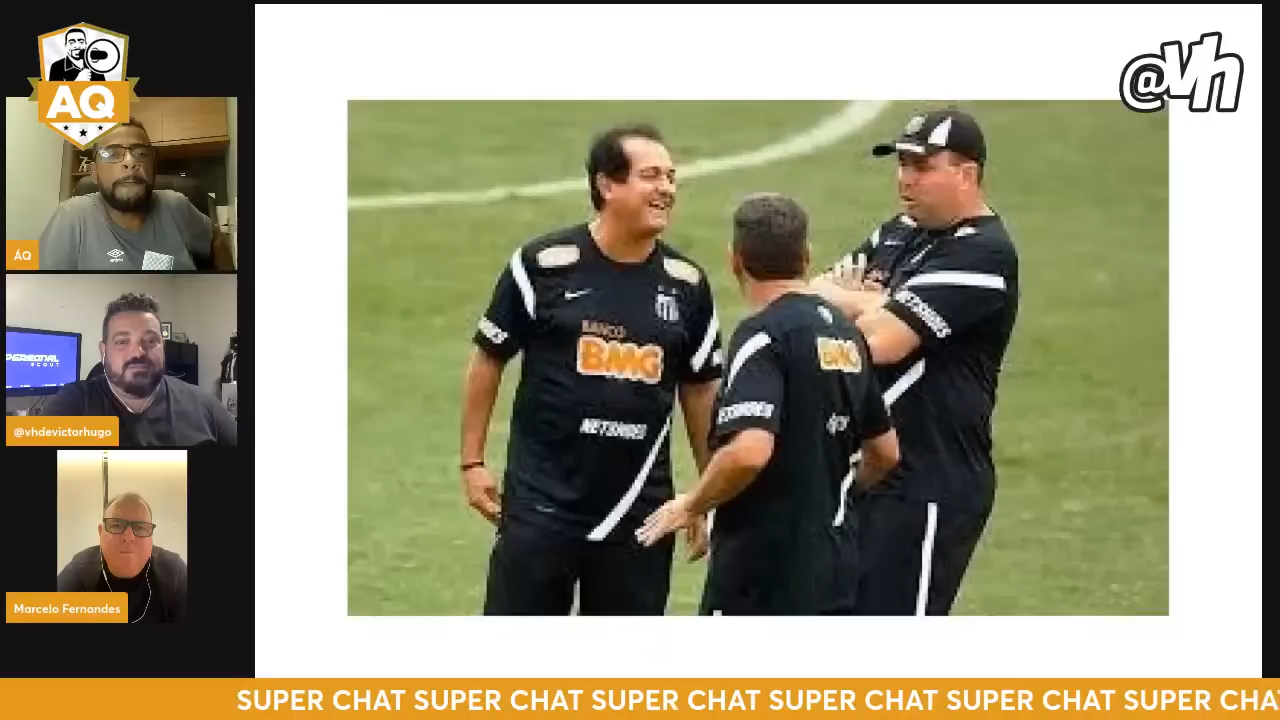 AQ
@vh
ÁQ
PERSONAL
SCOUT
@vhdevictorhugo
Marcelo Fernandes
BANCO
BMG
NETSHOES
NETSHOES
BMG
NETSHOES
SUPER CHAT SUPER CHAT SUPER CHAT SUPER CHAT SUPER CHAT SUPER CHAT